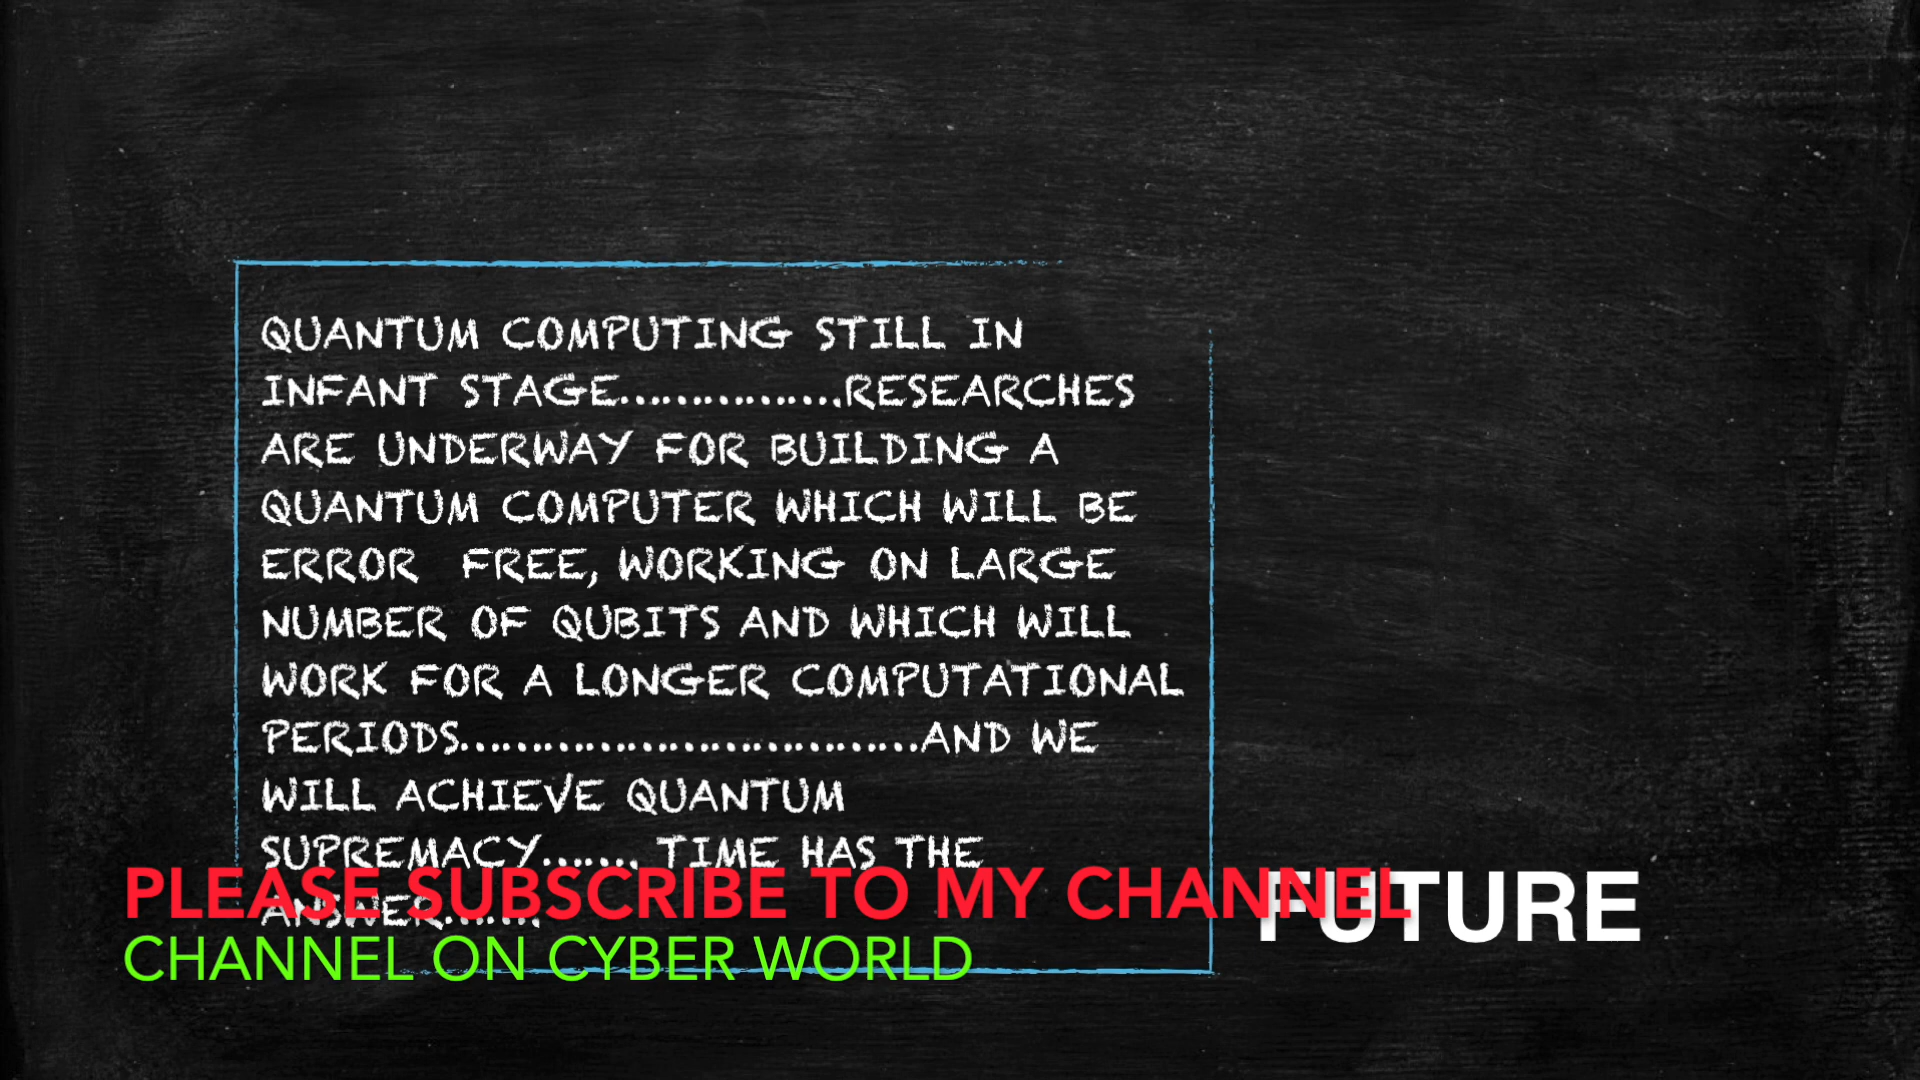 QUANTUM COMPUTING STILL IN
INFANT STAGE................RESEARCHES
ARE UNDERWAY FOR BUILDING A
QUANTUM COMPUTER WHICH WILL BE
ERROR  FREE, WORKING ON LARGE
NUMBER OF QUBITS AND WHICH WILL
WORK FOR A LONGER COMPUTATIONAL
PERIODS.................................AND WE
WILL ACHIEVE QUANTUM
SUPREMACY....... TIME HAS THE
ANSWER.......
PLEASE SUBSCRIBE TO MY CHANNEL
FUTURE
CHANNEL ON CYBER WORLD